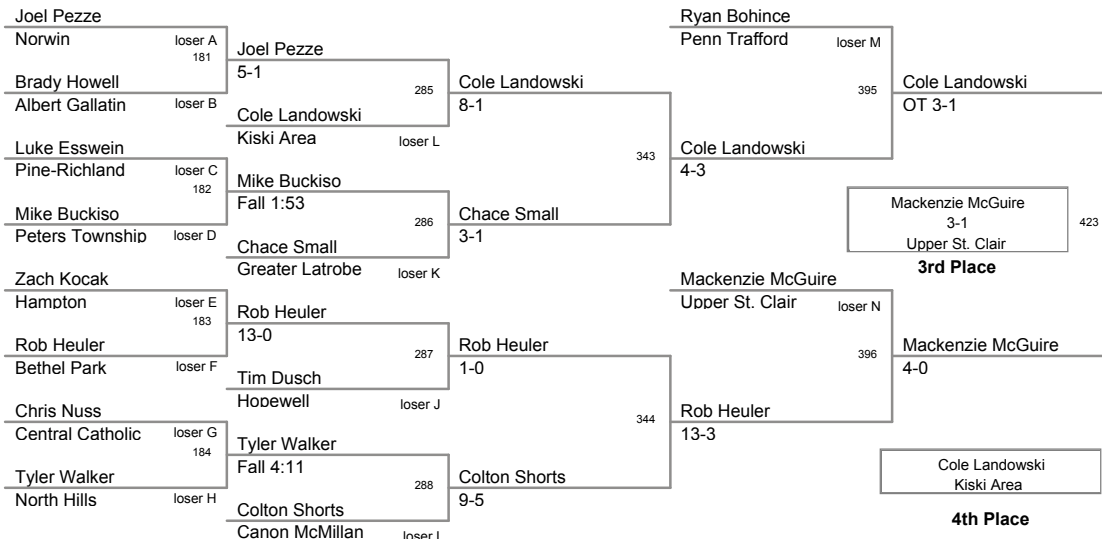 Joel Pezze
Norwin
loser A
181
Brady Howell
Albert Gallatin
loser B
Luke Esswein
Pine-Richland
loser C
182
Mike Buckiso
Peters Township
loser D
Zach Kocak
Hampton
loser E
183
Rob Heuler
Bethel Park
loser F
Chris Nuss
Central Catholic
loser G
184
Tyler Walker
North Hills
loser H
Joel Pezze
5-1
285
Cole Landowski
Kiski Area
loser L
Mike Buckiso
Fall 1:53
286
Chace Small
Greater Latrobe
loser K
Rob Heuler
13-0
287
Tim Dusch
Hopewell
loser J
Tyler Walker
Fall 4:11
288
Colton Shorts
Canon McMillan
loser I
Cole Landowski
8-1
343
Chace Small
3-1
Rob Heuler
1-0
344
Colton Shorts
9-5
Ryan Bohince
Penn Trafford
loser M
395
Cole Landowski
4-3
Mackenzie McGuire
Upper St. Clair
loser N
396
Rob Heuler
13-3
Cole Landowski
OT 3-1
Mackenzie McGuire
3-1
Upper St. Clair
423
3rd Place
Mackenzie McGuire
4-0
Cole Landowski
Kiski Area
4th Place